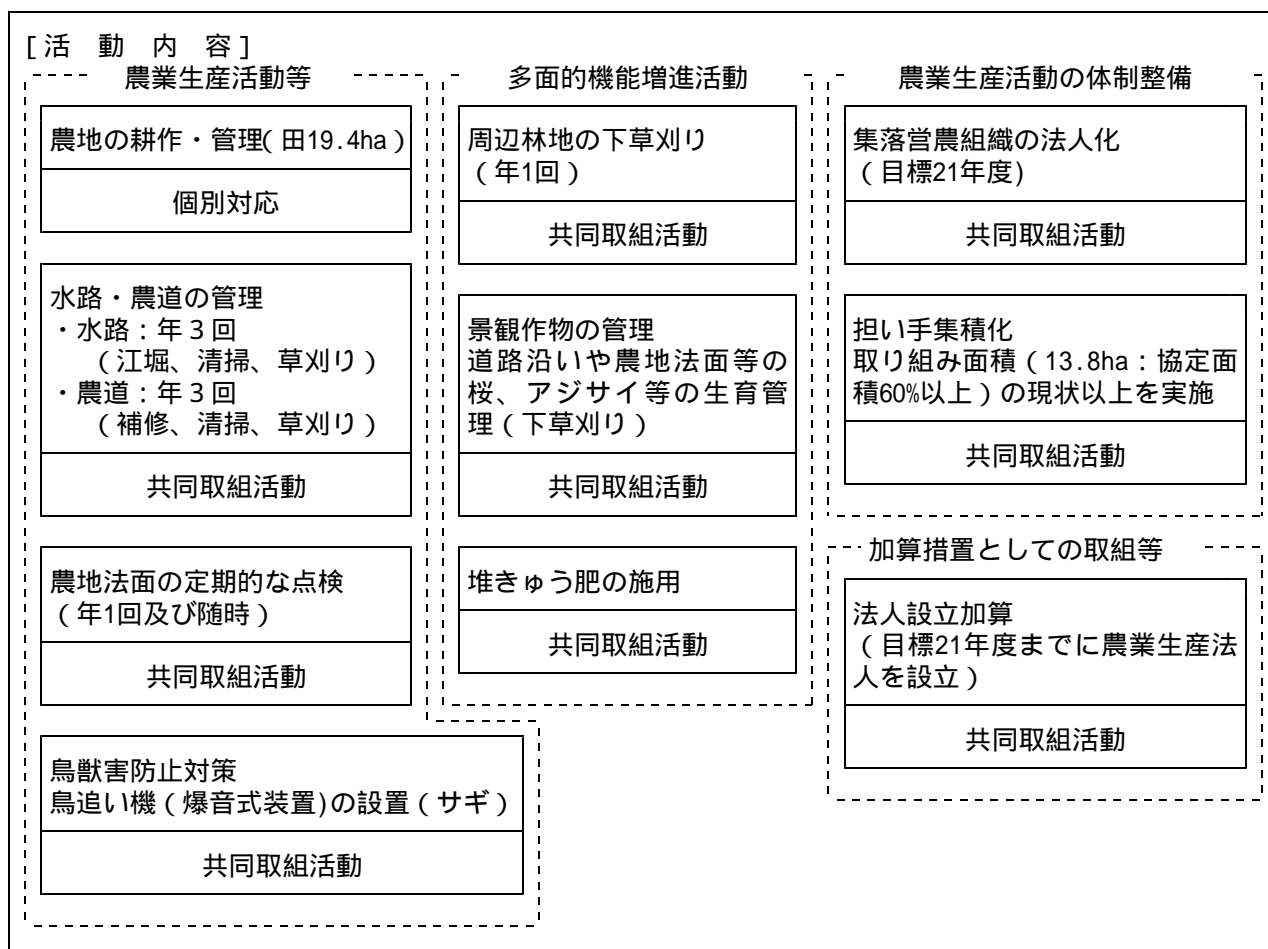 [活　動　内　容]
農業生産活動等
農地の耕作・管理(田19.4ha)
個別対応
水路・農道の管理
・水路：年３回
（江堀、清掃、草刈り）
・農道：年３回
（補修、清掃、草刈り）
共同取組活動
農地法面の定期的な点検
（年1回及び随時）
共同取組活動
鳥獣害防止対策
鳥追い機（爆音式装置)の設置（サギ）
共同取組活動
多面的機能増進活動
周辺林地の下草刈り
（年1回）
共同取組活動
景観作物の管理
道路沿いや農地法面等の
桜、アジサイ等の生育管
理（下草刈り）
共同取組活動
堆きゅう肥の施用
共同取組活動
農業生産活動の体制整備
集落営農組織の法人化
（目標21年度)
共同取組活動
担い手集積化
取り組み面積（13.8ha：協定面
積60%以上）の現状以上を実施
共同取組活動
加算措置としての取組等
法人設立加算
（目標21年度までに農業生産法
人を設立）
共同取組活動